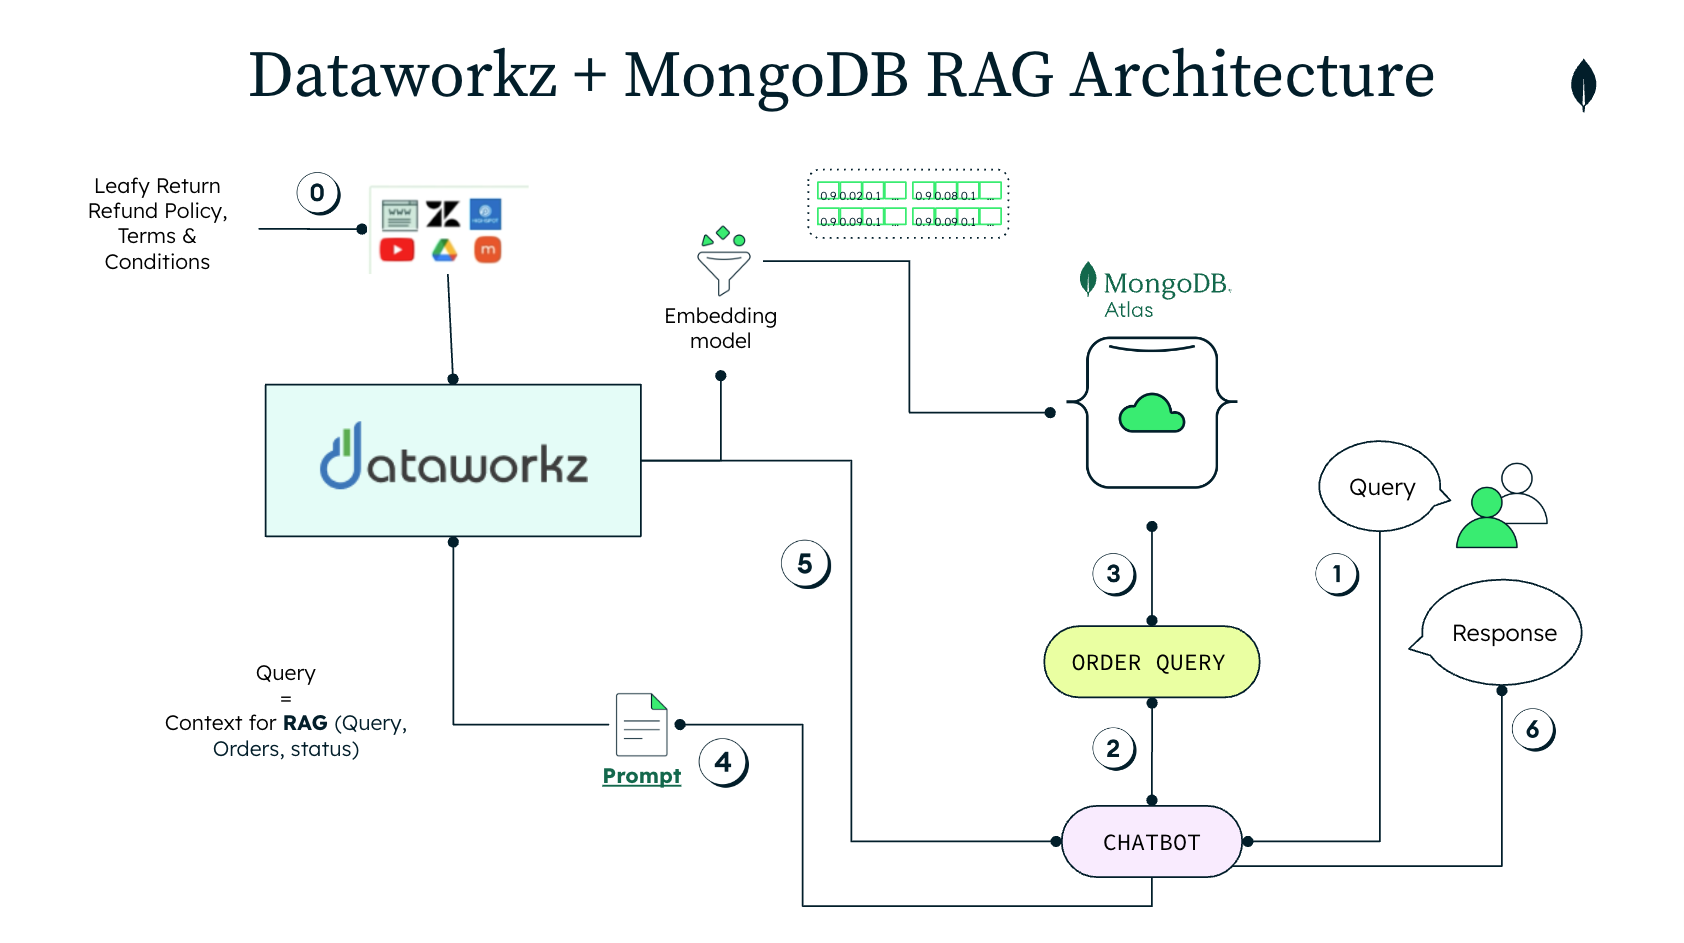 Dataworkz + MongoDB RAG Architecture
Leafy Return
Refund Policy,
Terms &
Conditions
0
WWW
m
0.9 0.02 0.1 ... 0.9 0.08 0.1 ...
0.9 0.09 0.1 ... 0.9 0.09 0.1 ...
Embedding
model
MongoDB.
Atlas
dataworkz
Query
5
3
1
Response
ORDER QUERY
Query
=
Context for RAG (Query,
Orders, status)
Prompt
4
2
6
CHATBOT